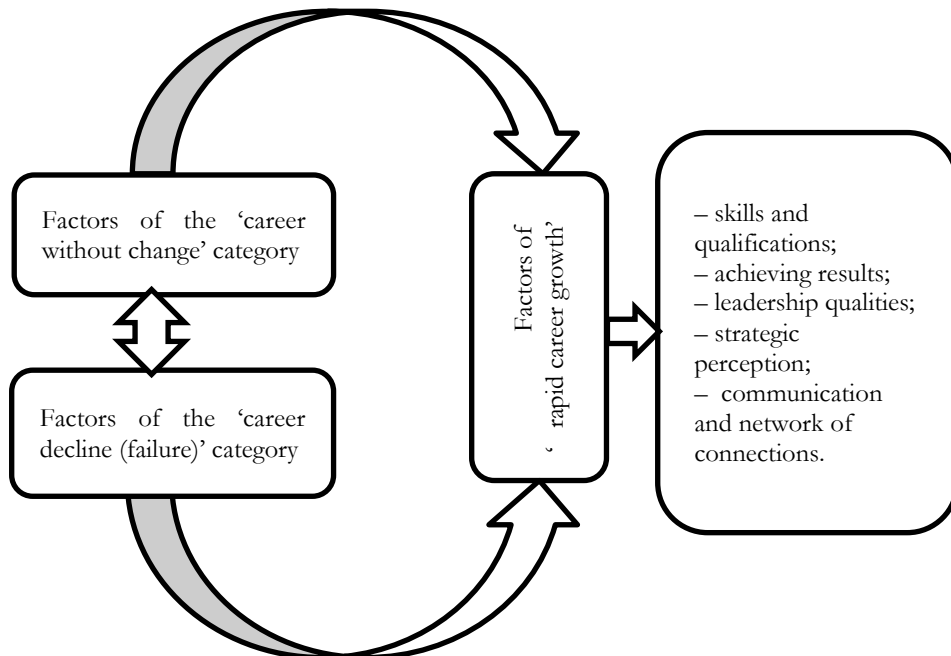 Factors of the ‘career
without change’ category
Factors of the ‘career
decline (failure)’ category
Factors of
‘ rapid career growth’
– skills and
qualifications;
– achieving results;
– leadership qualities;
– strategic
perception;
– communication
and network of
connections.